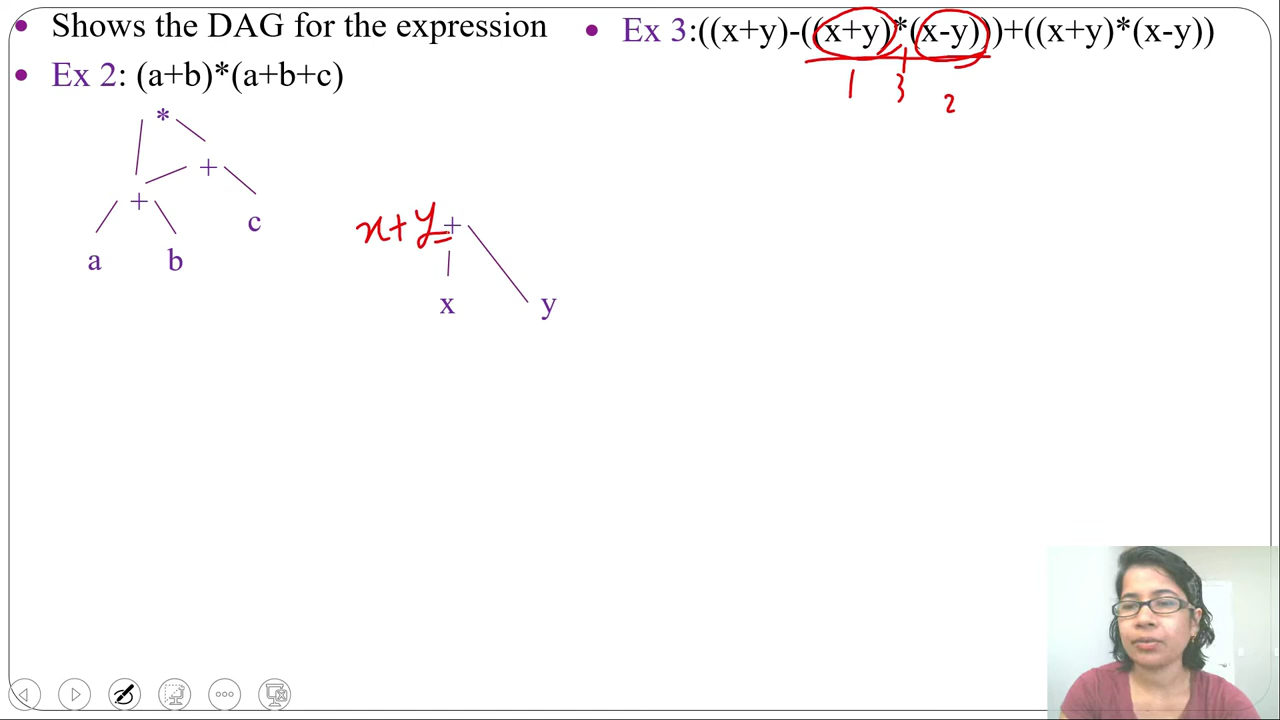 Shows the DAG for the expression
Ex 2: (a+b)*(a+b+c)
*
+
+
c
a b
Ex 3:((x+y)-((x+y)*(x-y)))+((x+y)*(x-y))
1 3 2
x+y +
x y